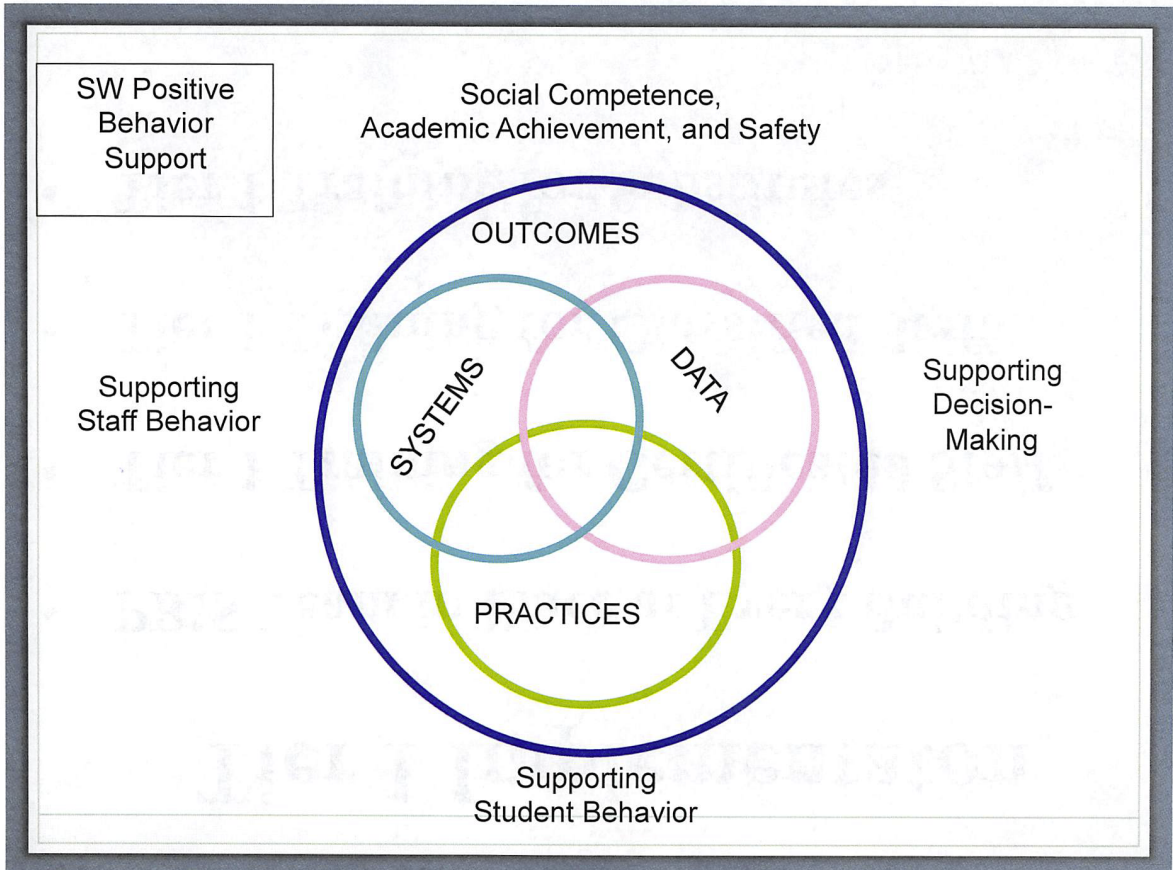 SW Positive
Behavior
Support
Social Competence,
Academic Achievement, and Safety
OUTCOMES
SYSTEMS
DATA
Supporting
Staff Behavior
Supporting
Decision-
Making
PRACTICES
Supporting
Student Behavior